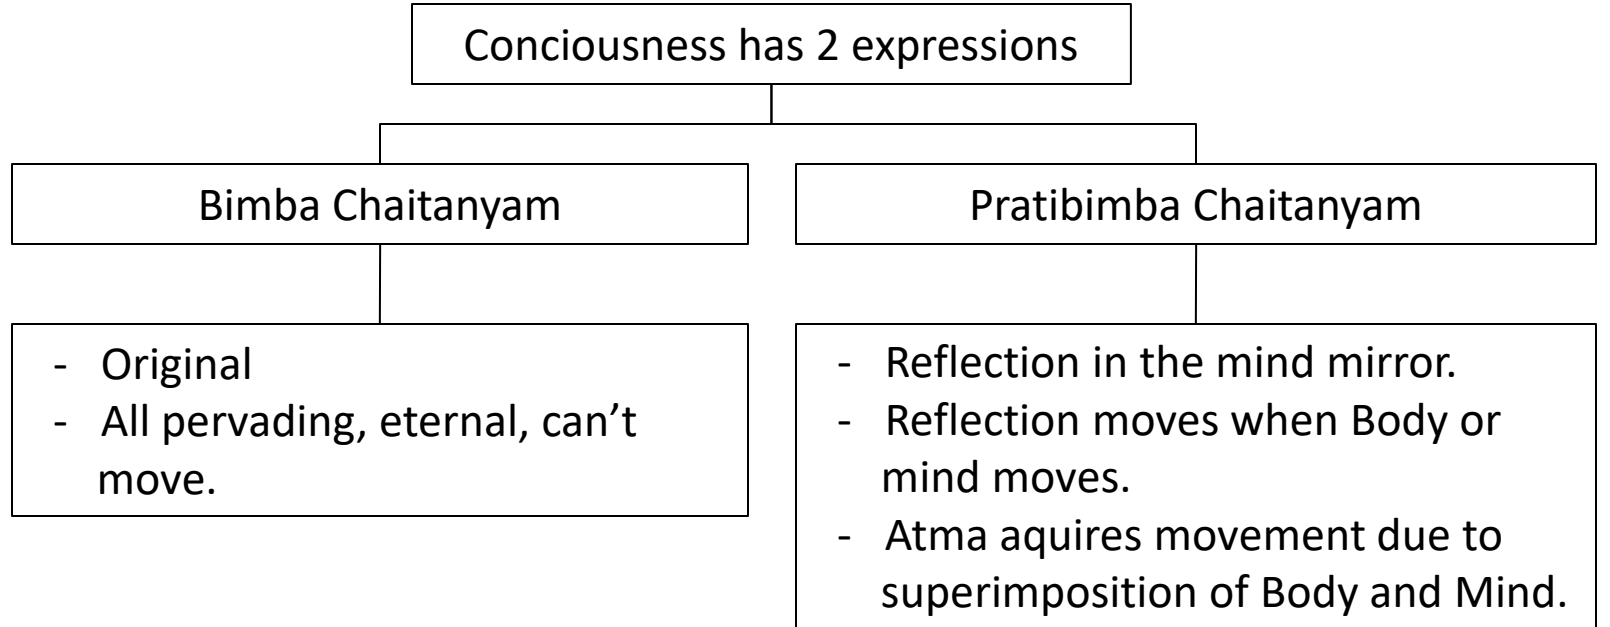 Conciousness has 2 expressions
Bimba Chaitanyam
Pratibimba Chaitanyam
- Original
- All pervading, eternal, can’t
move.
- Reflection in the mind mirror.
- Reflection moves when Body or
mind moves.
- Atma aquires movement due to
superimposition of Body and Mind.